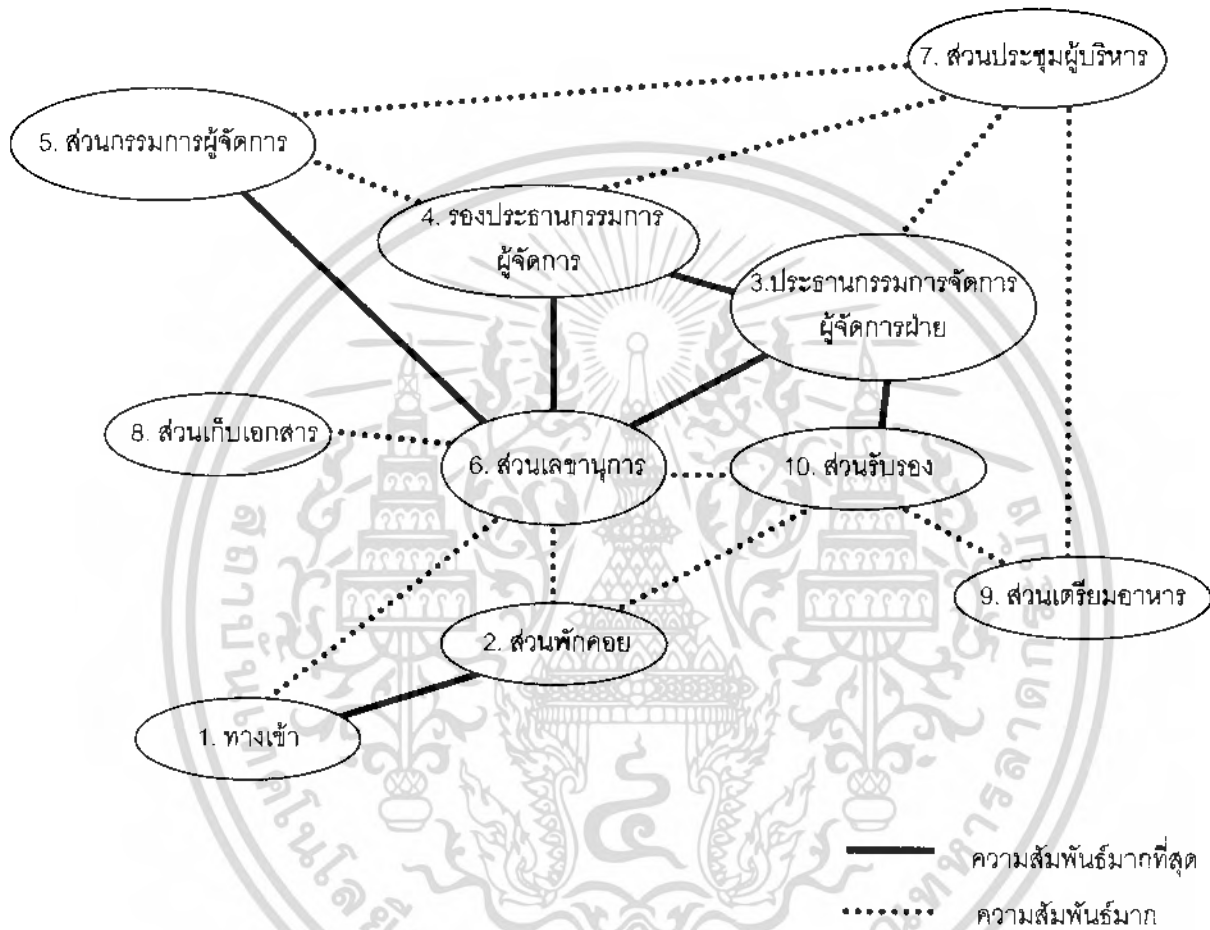 7. ส่วนประชุมผู้บริหาร
5. ส่วนกรรมการผู้จัดการ
4. รองประธานกรรมการ
ผู้จัดการ
3.ประธานกรรมการจัดการ
ผู้จัดการฝ่าย
8. ส่วนเก็บเอกสาร
6. ส่วนเลขานุการ
10. ส่วนรับรอง
9. ส่วนเตรียมอาหาร
2. ส่วนพักคอย
1. ทางเข้า
ความสัมพันธ์มากที่สุด
ความสัมพันธ์มาก